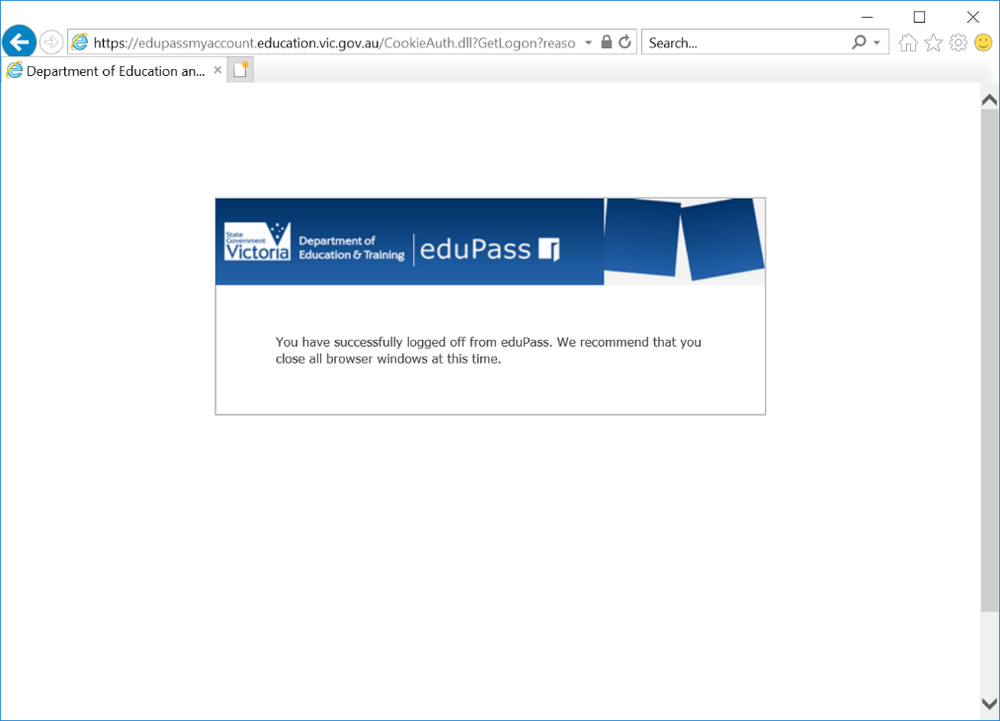 https://edupassmyaccount.education.vic.gov.au/CookieAuth.dll?GetLogon?reaso
Search...
Department of Education an...
State
Government
Victoria
Department of
Education & Training
eduPass
You have successfully logged off from eduPass. We recommend that you
close all browser windows at this time.